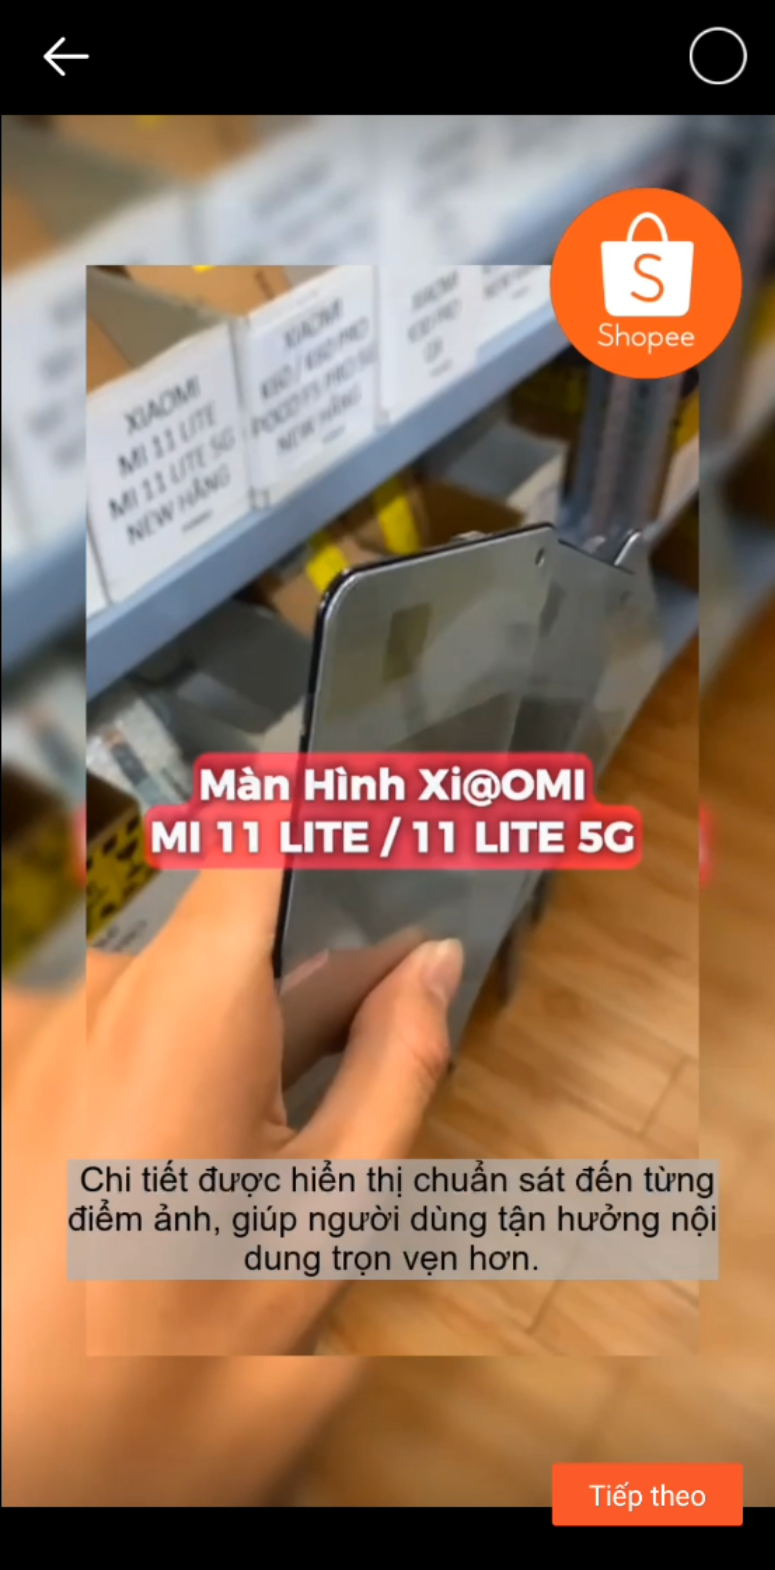 Shopee
XIAOMI
MI 11 LITE
MI 11 LITE 5G
NEW HÃNG
XIAOMI
K60 / K60 PRO
POCO F5 PRO 5G
NEW HÃNG
XIAOMI
Màn Hình Xi@OMI
MI 11 LITE / 11 LITE 5G
Chi tiết được hiển thị chuẩn sát đến từng
điểm ảnh, giúp người dùng tận hưởng nội
dung trọn vẹn hơn.
Tiếp theo